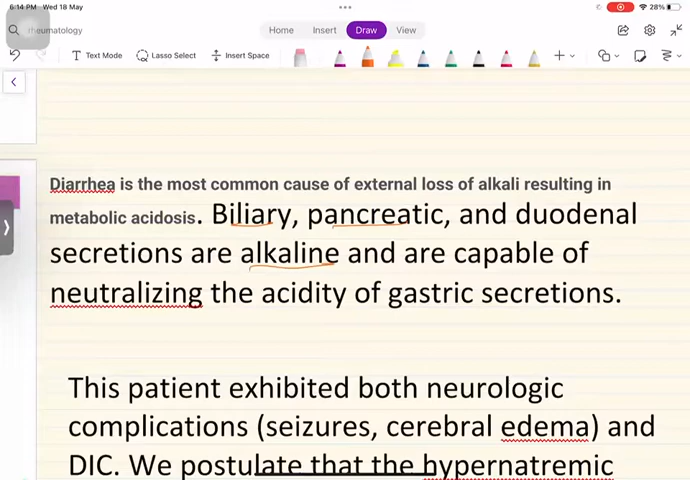 6:14 PM Wed 18 May
28%
rheumatology
Home Insert Draw View
Text Mode Lasso Select Insert Space
Diarrhea is the most common cause of external loss of alkali resulting in
metabolic acidosis. Biliary, pancreatic, and duodenal
secretions are alkaline and are capable of
neutralizing the acidity of gastric secretions.
This patient exhibited both neurologic
complications (seizures, cerebral edema) and
DIC. We postulate that the hypernatremic